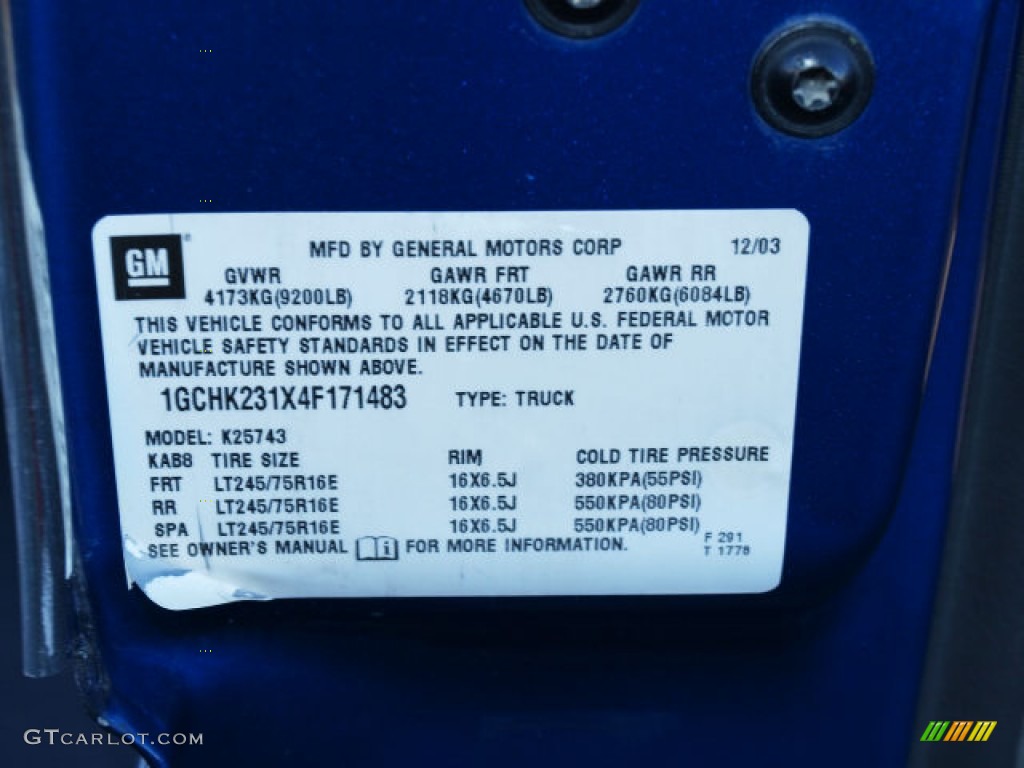 GM MFD BY GENERAL MOTORS CORP 12/03
GVWR GAWR FRT GAWR RR
4173KG(9200LB) 2118KG(4670LB) 2760KG(6084LB)
THIS VEHICLE CONFORMS TO ALL APPLICABLE U.S. FEDERAL MOTOR
VEHICLE SAFETY STANDARDS IN EFFECT ON THE DATE OF
MANUFACTURE SHOWN ABOVE.
1GCHK231X4F171483 TYPE: TRUCK
MODEL: K25743
KAB8 TIRE SIZE RIM COLD TIRE PRESSURE
FRT LT245/75R16E 16X6.5J 380KPA(55PSI)
RR LT245/75R16E 16X6.5J 550KPA(80PSI)
SPA LT245/75R16E 16X6.5J 550KPA(80PSI)
SEE OWNER'S MANUAL i FOR MORE INFORMATION.
F 291
T 1778
GTCARLOT.COM